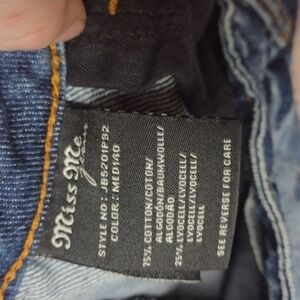 Miss Me
STYLE NO: JB5201P92
COLOR: MED140
75% COTTON/COTON/
ALGODÓN/BAUMWOLLE/
ALGODÃO
25% LYOCELL/LYOCELL/
LYOCELL/LYOCELL/
LYOCELL
SEE REVERSE FOR CARE